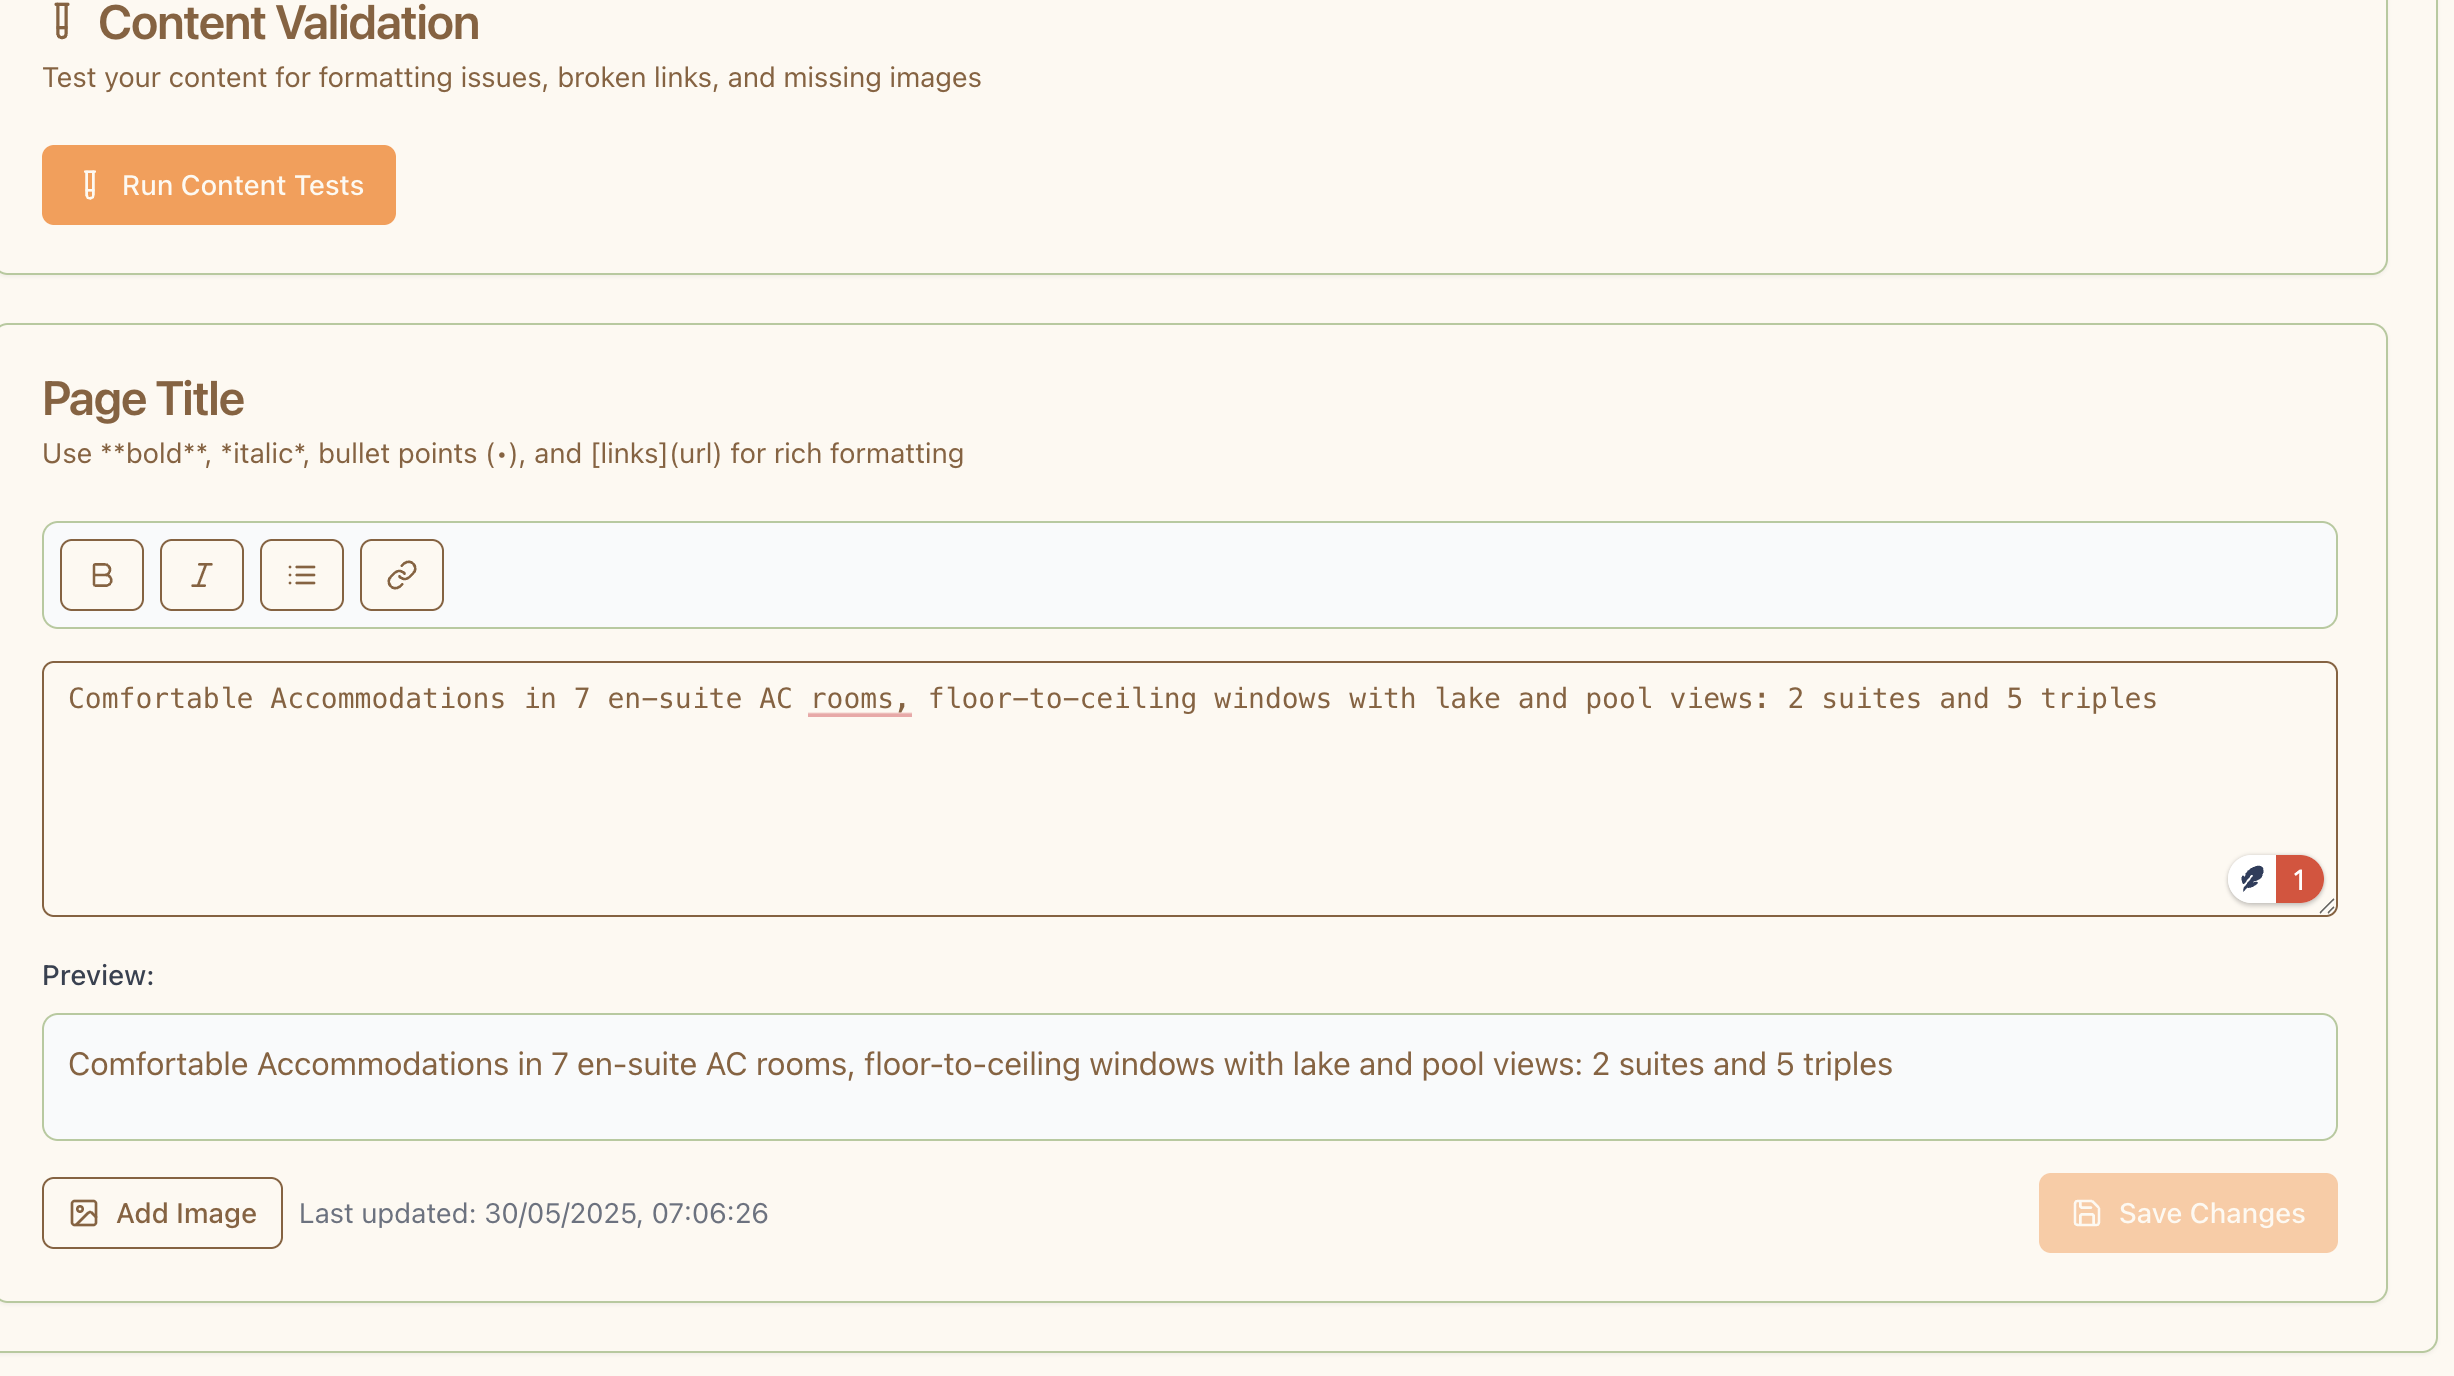 Content Validation
Test your content for formatting issues, broken links, and missing images
Run Content Tests
Page Title
Use **bold**, *italic*, bullet points (•), and [links](url) for rich formatting
B I
Comfortable Accommodations in 7 en-suite AC rooms, floor-to-ceiling windows with lake and pool views: 2 suites and 5 triples
1
Preview:
Comfortable Accommodations in 7 en-suite AC rooms, floor-to-ceiling windows with lake and pool views: 2 suites and 5 triples
Add Image Last updated: 30/05/2025, 07:06:26 Save Changes